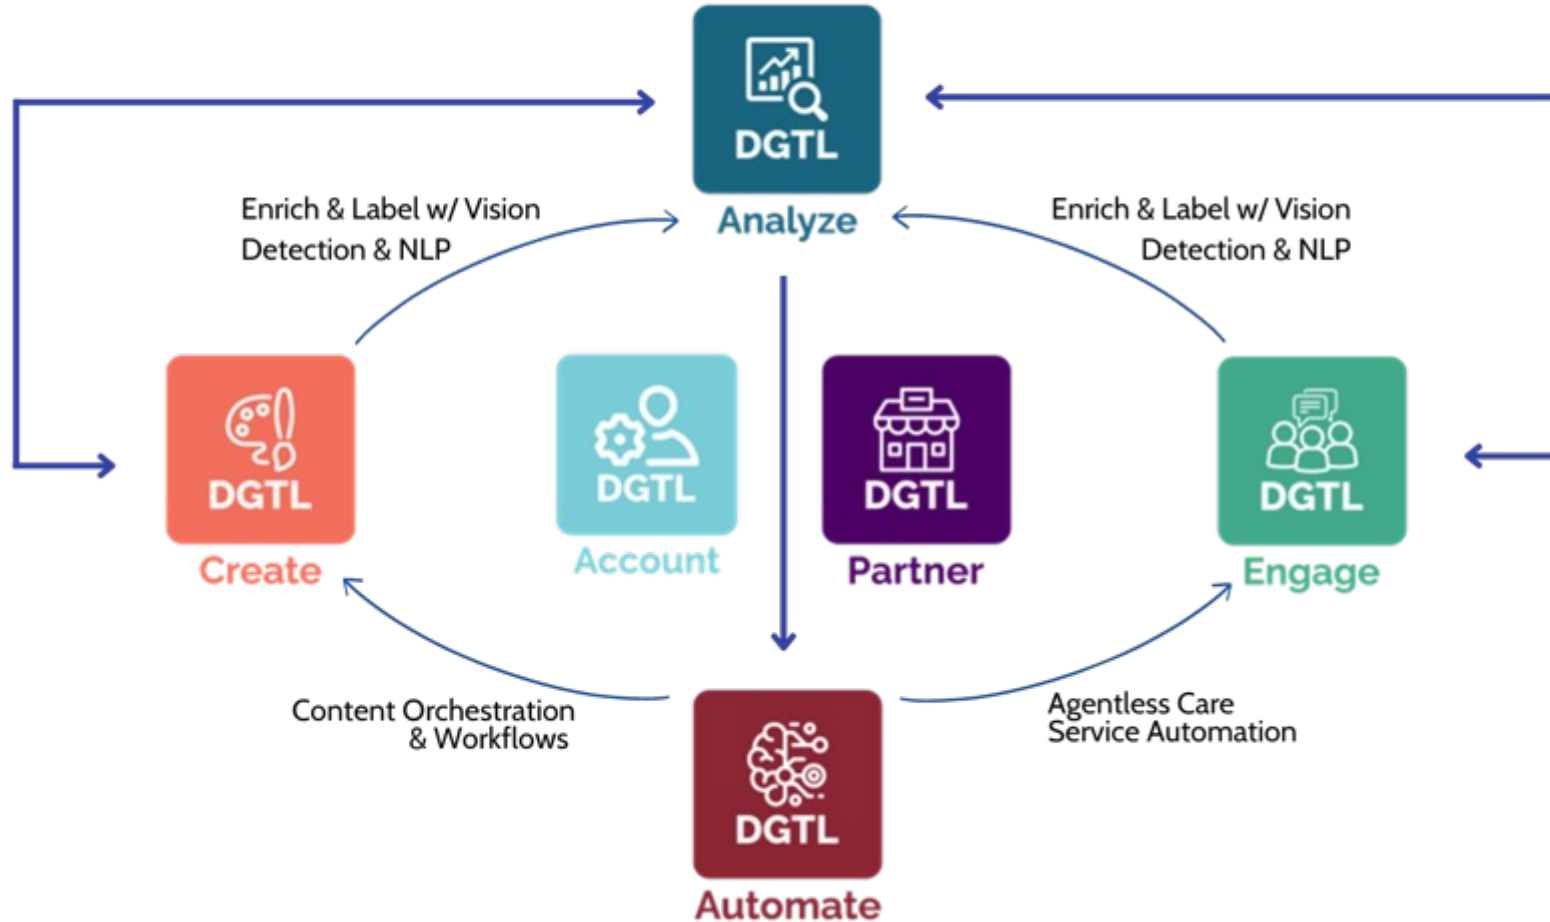 DGTL
Analyze
Enrich & Label w/ Vision
Detection & NLP
Enrich & Label w/ Vision
Detection & NLP
DGTL
Create
DGTL
Account
DGTL
Partner
DGTL
Engage
Content Orchestration
& Workflows
Agentless Care
Service Automation
DGTL
Automate